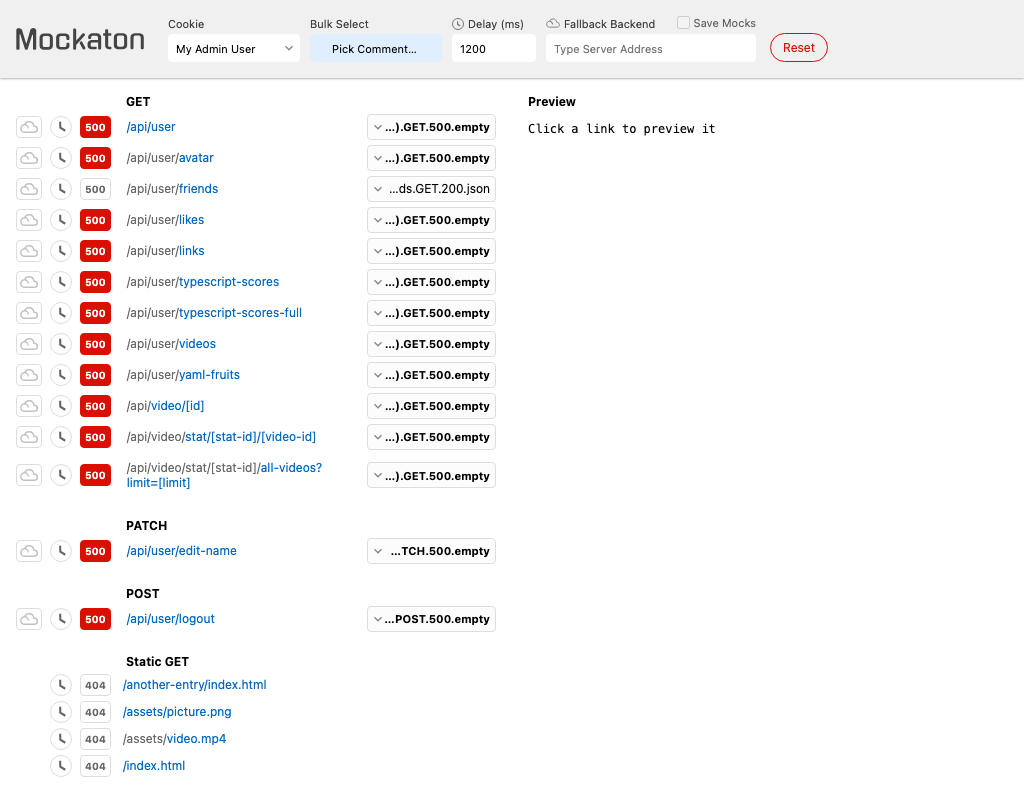 Mockaton
Cookie
My Admin User
Bulk Select
Pick Comment...
Delay (ms)
1200
Fallback Backend
Type Server Address
Save Mocks
Reset
GET
500 /api/user ...).GET.500.empty
500 /api/user/avatar ...).GET.500.empty
500 /api/user/friends ...ds.GET.200.json
500 /api/user/likes ...).GET.500.empty
500 /api/user/links ...).GET.500.empty
500 /api/user/typescript-scores ...).GET.500.empty
500 /api/user/typescript-scores-full ...).GET.500.empty
500 /api/user/videos ...).GET.500.empty
500 /api/user/yaml-fruits ...).GET.500.empty
500 /api/video/[id] ...).GET.500.empty
500 /api/video/stat/[stat-id]/[video-id] ...).GET.500.empty
500 /api/video/stat/[stat-id]/all-videos? ...).GET.500.empty
limit=[limit]
PATCH
500 /api/user/edit-name ...TCH.500.empty
POST
500 /api/user/logout ...POST.500.empty
Static GET
404 /another-entry/index.html
404 /assets/picture.png
404 /assets/video.mp4
404 /index.html
Preview
Click a link to preview it